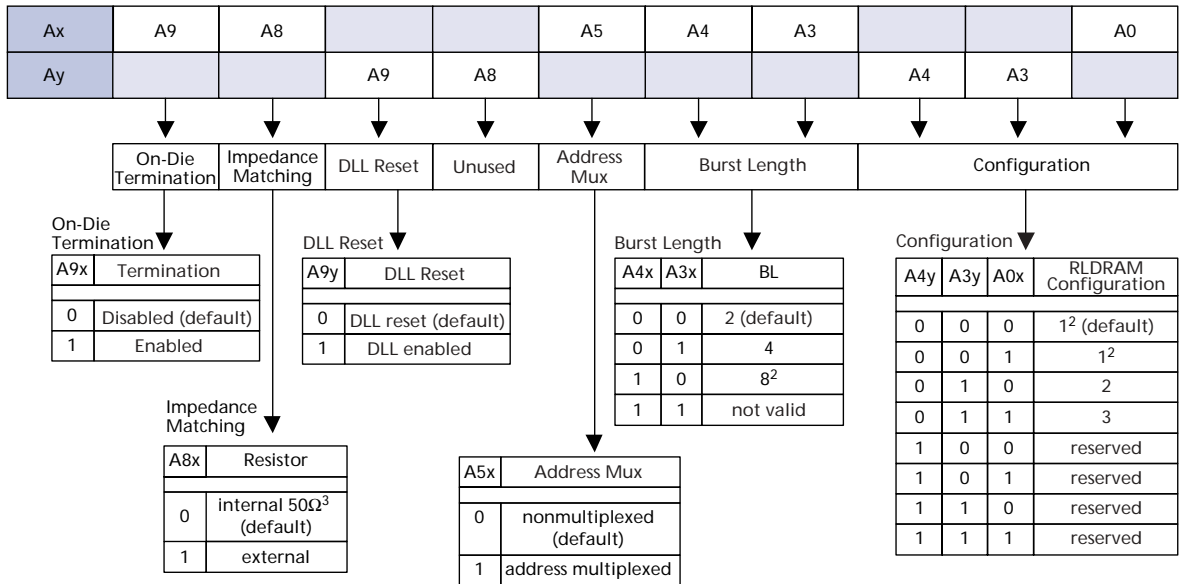 Ax A9 A8 A5 A4 A3 A0
Ay A9 A8 A4 A3
On-Die Termination Impedance Matching DLL Reset Unused Address Mux Burst Length Configuration
On-Die
Termination
A9x Termination
0 Disabled (default)
1 Enabled
DLL Reset
A9y DLL Reset
0 DLL reset (default)
1 DLL enabled
Burst Length
A4x A3x BL
0 0 2 (default)
0 1 4
1 0 8²
1 1 not valid
Configuration
A4y A3y A0x RLDRAM Configuration
0 0 0 1² (default)
0 0 1 1²
0 1 0 2
0 1 1 3
1 0 0 reserved
1 0 1 reserved
1 1 0 reserved
1 1 1 reserved
Impedance
Matching
A8x Resistor
0 internal 50Ω³ (default)
1 external
A5x Address Mux
0 nonmultiplexed (default)
1 address multiplexed